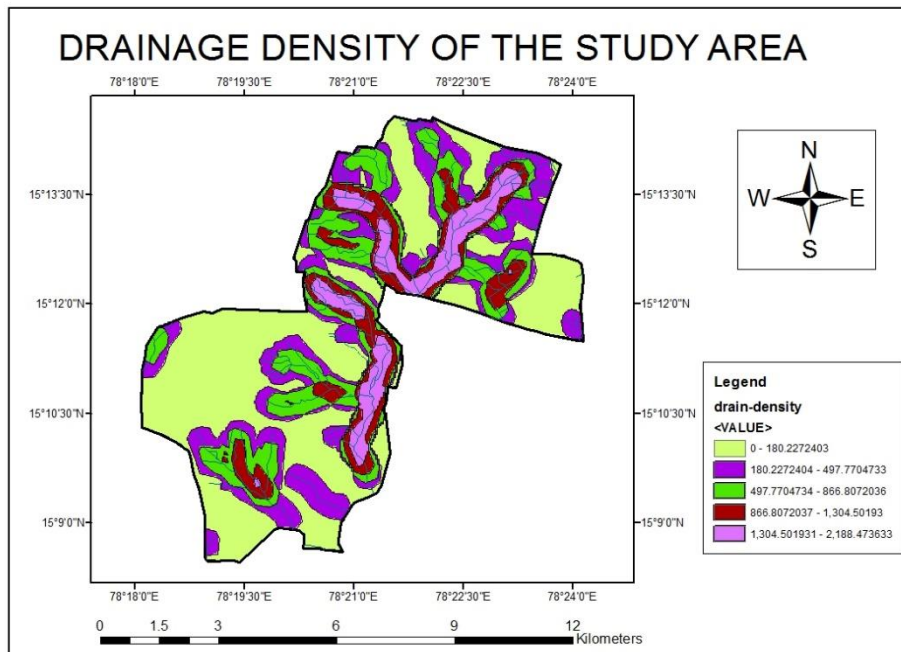 DRAINAGE DENSITY OF THE STUDY AREA
78°18'0"E 78°19'30"E 78°21'0"E 78°22'30"E 78°24'0"E
N
W E
S
15°13'30"N 15°13'30"N
15°12'0"N 15°12'0"N
15°10'30"N 15°10'30"N
15°9'0"N 15°9'0"N
Legend
drain-density
<VALUE>
0 - 180.2272403
180.2272404 - 497.7704733
497.7704734 - 866.8072036
866.8072037 - 1,304.50193
1,304.501931 - 2,188.473633
78°18'0"E 78°19'30"E 78°21'0"E 78°22'30"E 78°24'0"E
0 1.5 3 6 9 12
Kilometers